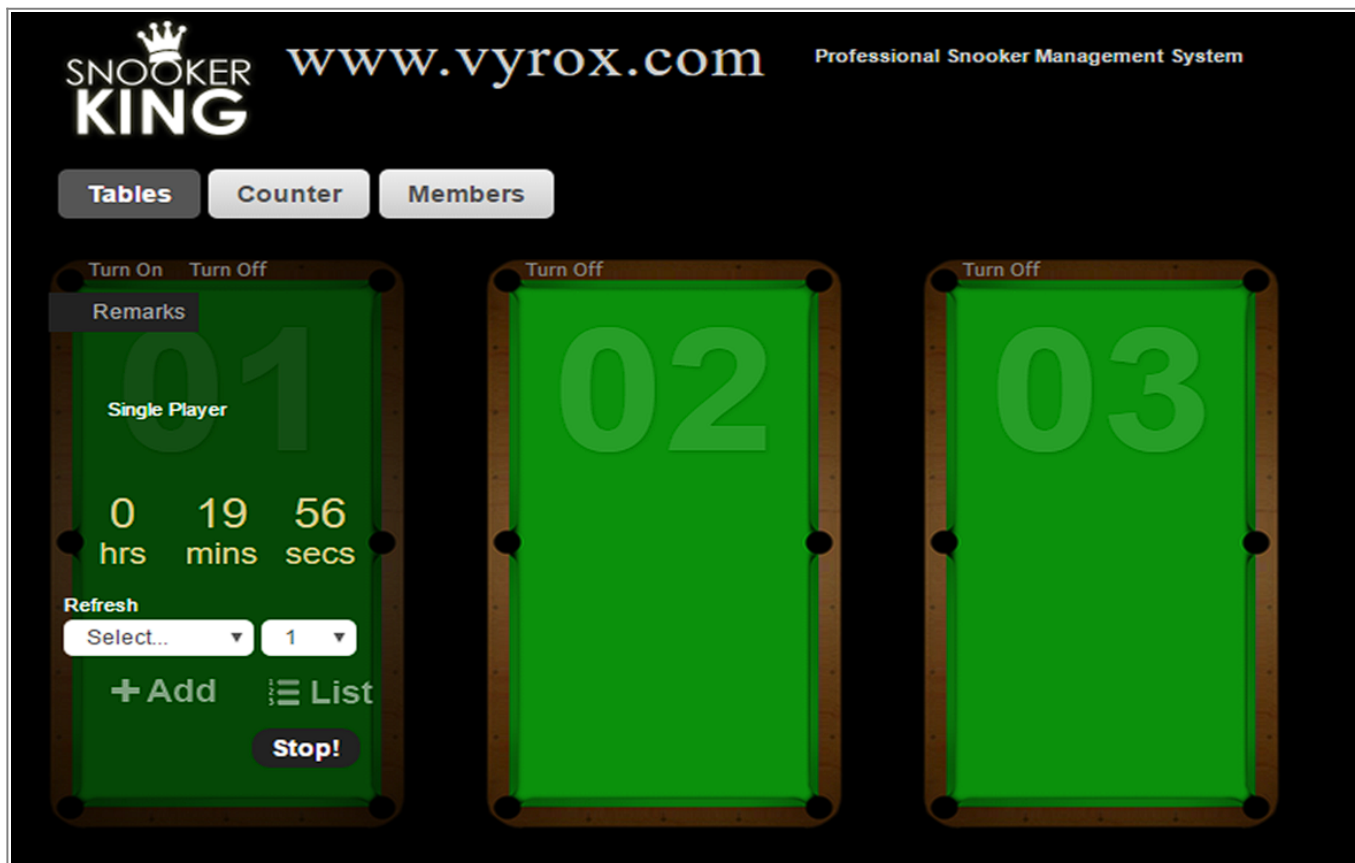 SNOOKER
KING
www.vyrox.com
Professional Snooker Management System
Tables
Counter
Members
Turn On Turn Off
Remarks
01
Single Player
0 19 56
hrs mins secs
Refresh
Select... 1
Add List
Stop!
Turn Off
02
Turn Off
03